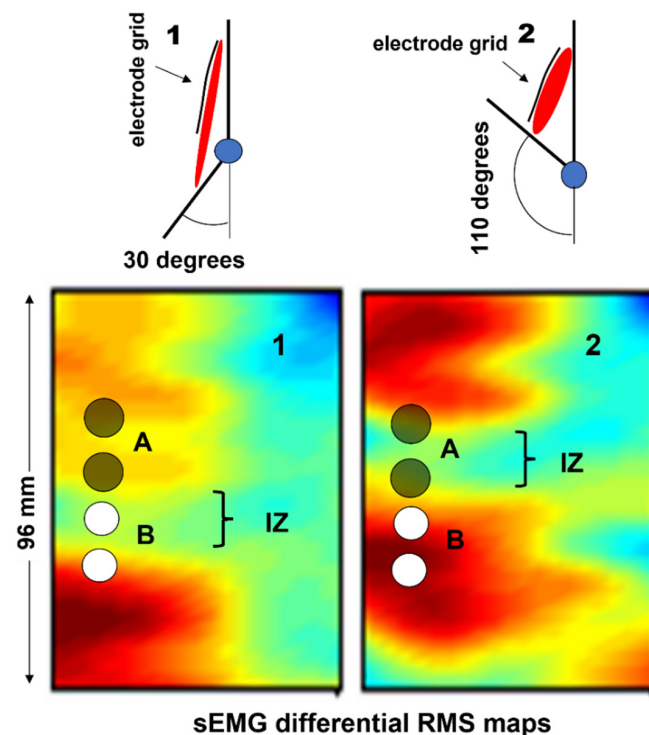 electrode grid
1
30 degrees
electrode grid
2
110 degrees
96 mm
1
A
B
IZ
2
A
B
IZ
sEMG differential RMS maps